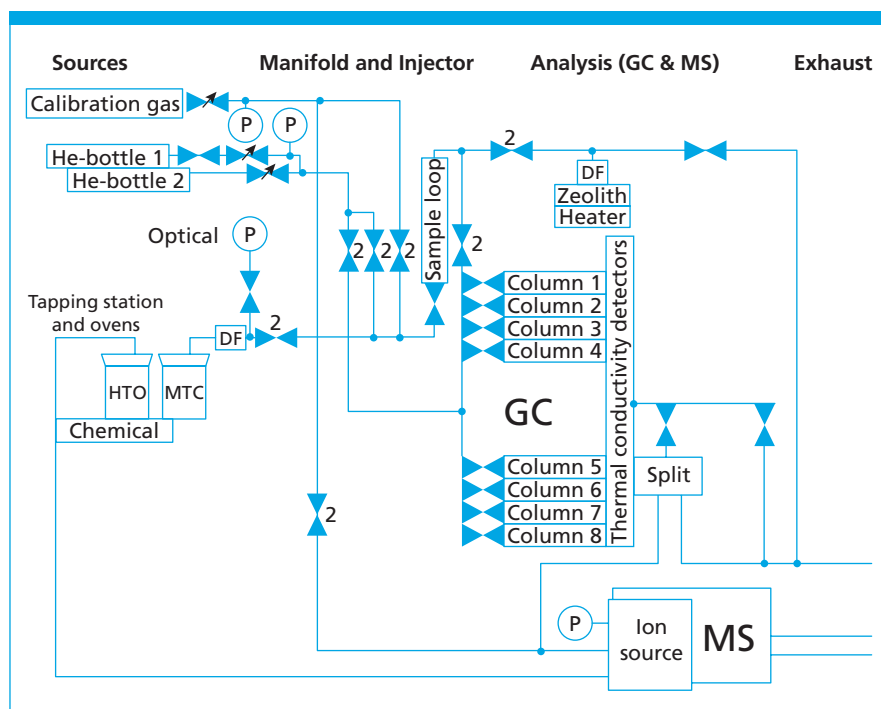 Sources
Manifold and Injector
Analysis (GC & MS)
Exhaust
Calibration gas
P
P
He-bottle 1
He-bottle 2
2
DF
Zeolith
Heater
Sample loop
Optical
P
2
2
2
Column 1
Column 2
Column 3
Column 4
Thermal conductivity detectors
Tapping station
and ovens
DF
2
HTO
MTC
Chemical
GC
Column 5
Column 6
Column 7
Column 8
Split
2
P
Ion
source
MS